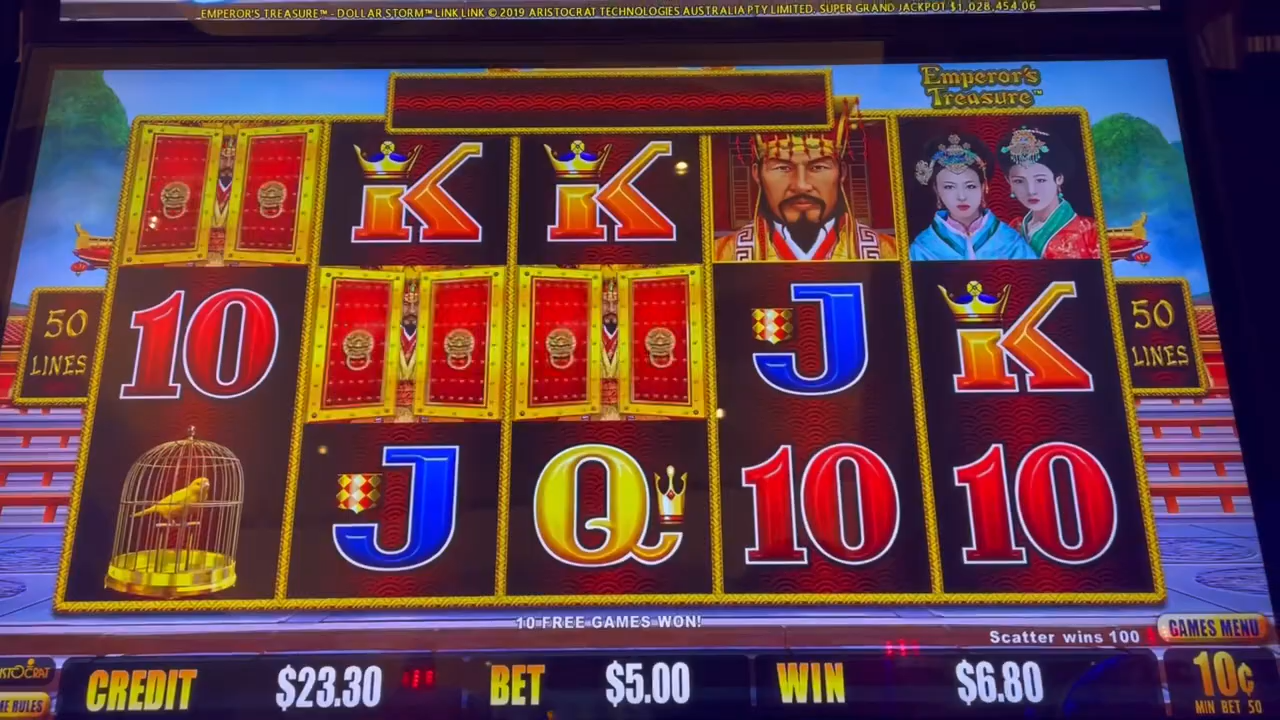 EMPEROR'S TREASURE™ - DOLLAR STORM™ LINK LINK © 2019 ARISTOCRAT TECHNOLOGIES AUSTRALIA PTY LIMITED. SUPER GRAND JACKPOT $1,028,454.06
Emperor's
Treasure™
K K
50
LINES
10 J K
50
LINES
J Q 10 10
10 FREE GAMES WON!
Scatter wins 100
GAMES MENU
CREDIT $23.30 BET $5.00 WIN $6.80
10¢
MIN BET 50
RULES